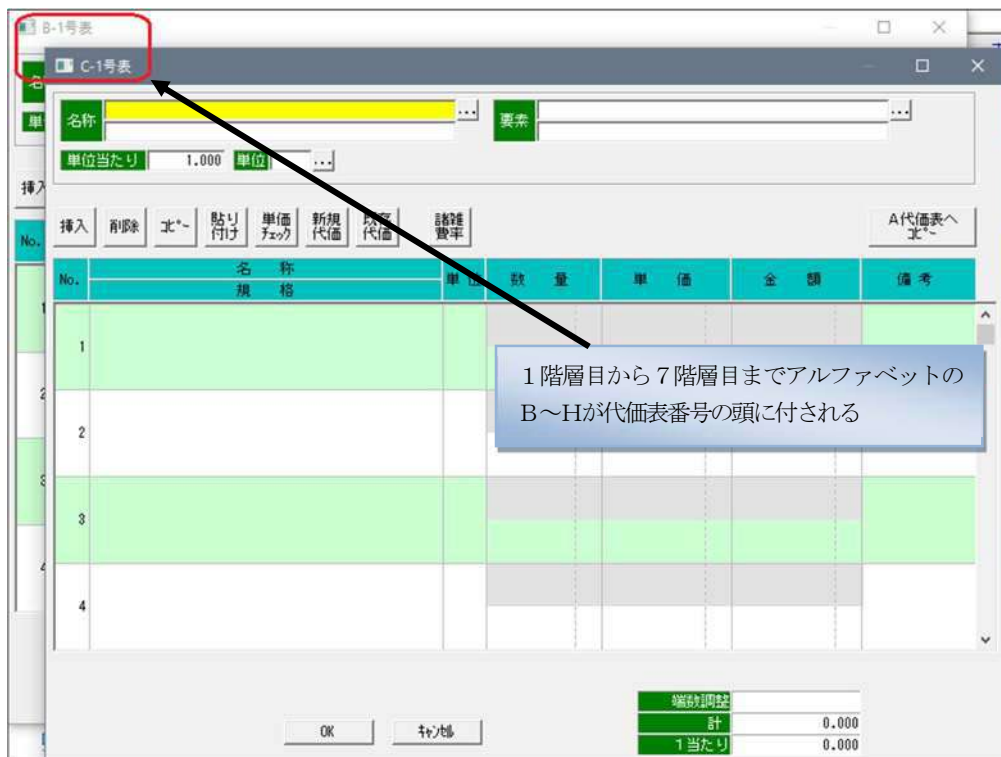 B-1号表
C-1号表
名
名称
...
要素
...
単
単位当たり 1.000 単位 ...
挿入
挿入 削除 ｺﾋﾟｰ 貼り付け 単価ﾁｪｯｸ 新規代価 既存代価 諸雑費率
A代価表へｺﾋﾟｰ
No.
No. 名称 単位 数量 単価 金額 備考
規格
1
2
3
4
１階層目から７階層目までアルファベットの
Ｂ～Ｈが代価表番号の頭に付される
端数調整
計 0.000
1当たり 0.000
OK ｷｬﾝｾﾙ